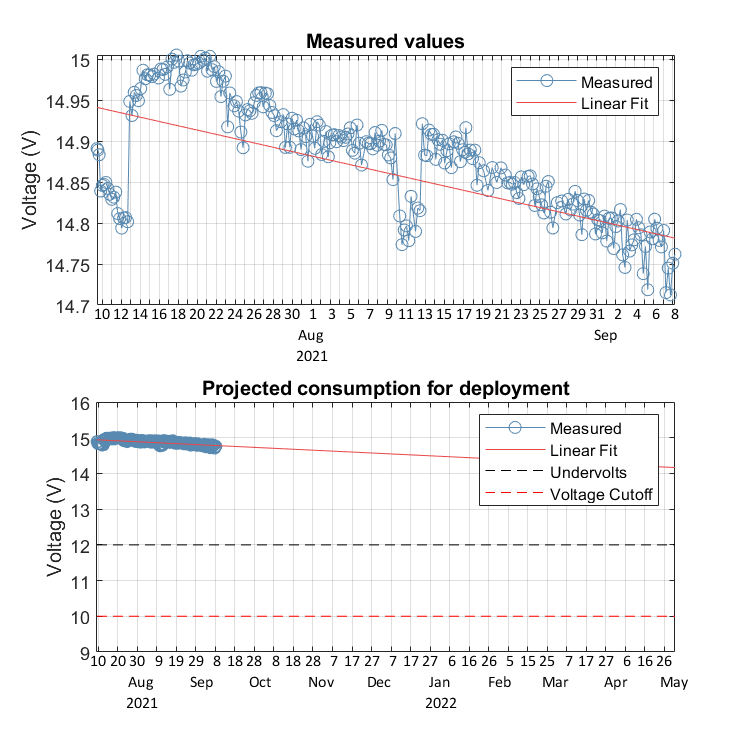 Measured values
Voltage (V)
15
14.95
14.9
14.85
14.8
14.75
14.7
Measured
Linear Fit
10 12 14 16 18 20 22 24 26 28 30 1 3 5 7 9 11 13 15 17 19 21 23 25 27 29 31 2 4 6 8
Aug Sep
2021
Projected consumption for deployment
Voltage (V)
16
15
14
13
12
11
10
9
Measured
Linear Fit
Undervolts
Voltage Cutoff
10 20 30 9 19 29 8 18 28 8 18 28 7 17 27 7 17 27 6 16 26 5 15 25 7 17 27 6 16 26
Aug Sep Oct Nov Dec Jan Feb Mar Apr May
2021 2022